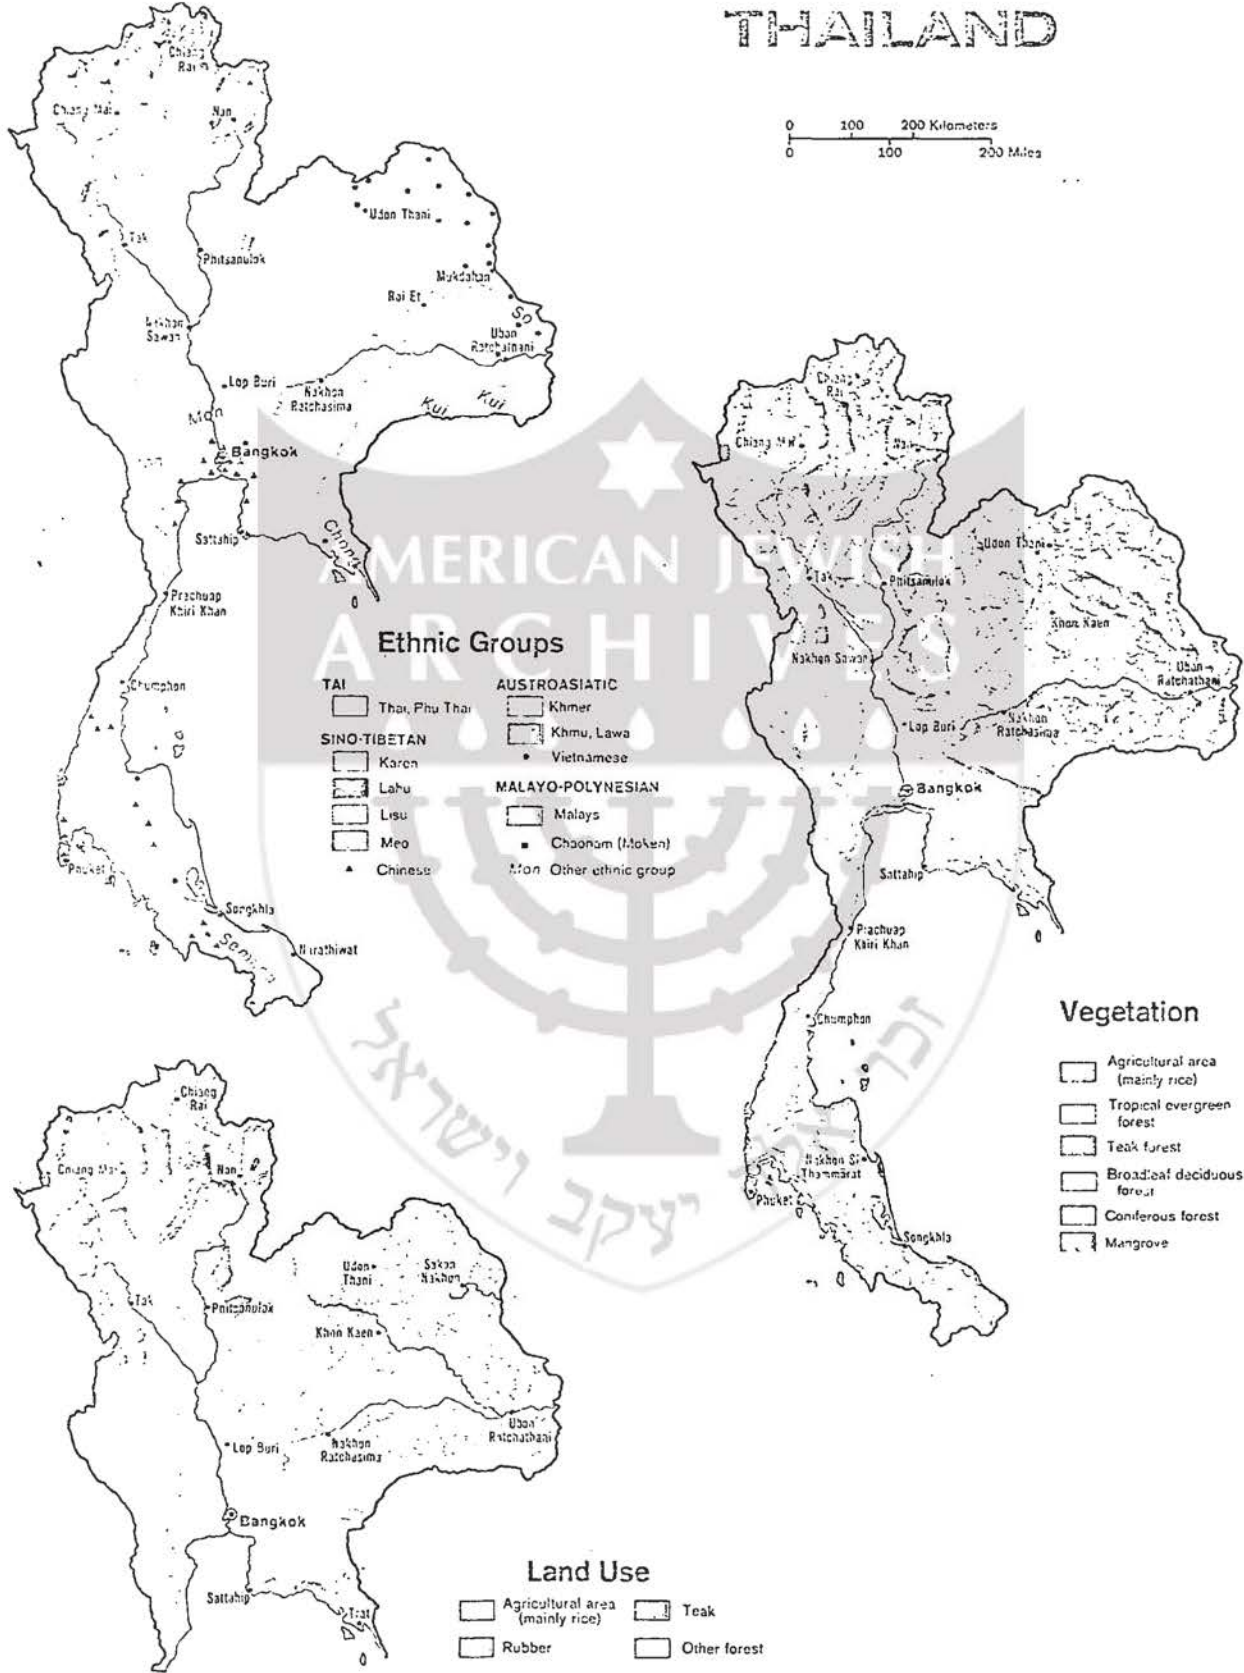 THAILAND
0 100 200 Kilometers
0 100 200 Miles
Chiang
Rai
Chiang Mai
Nan
Udon Thani
Tak
Phitsanulok
Mukdahan
Roi Et
So
Nakhon
Sawan
Ubon
Ratchathani
Lop Buri
Nakhon
Ratchasima
Kui Kui
Mon
Bangkok
Sattahip
Chong
Prachuap
Khiri Khan
Chumphon
Phuket
Songkhla
Semang
Narathiwat
Ethnic Groups
TAI
Thai, Phu Thai
SINO-TIBETAN
Karen
Lahu
Lisu
Meo
Chinese
AUSTROASIATIC
Khmer
Khmu, Lawa
Vietnamese
MALAYO-POLYNESIAN
Malays
Chaonam (Moken)
Mon Other ethnic group
Chiang
Rai
Chiang Mai
Nan
Udon Thani
Tak
Phitsanulok
Khon Kaen
Nakhon Sawan
Ubon
Ratchathani
Lop Buri
Nakhon
Ratchasima
Bangkok
Sattahip
Prachuap
Khiri Khan
Chumphon
Nakhon Si
Thammarat
Phuket
Songkhla
Vegetation
Agricultural area
(mainly rice)
Tropical evergreen
forest
Teak forest
Broadleaf deciduous
forest
Coniferous forest
Mangrove
Chiang
Rai
Chiang Mai
Nan
Udon
Thani
Sakon
Nakhon
Tak
Phitsanulok
Khon Kaen
Ubon
Ratchathani
Lop Buri
Nakhon
Ratchasima
Bangkok
Sattahip
Trat
Land Use
Agricultural area
(mainly rice)
Rubber
Teak
Other forest
AMERICAN JEWISH
ARCHIVES
זכר אלה יצקב וישראל